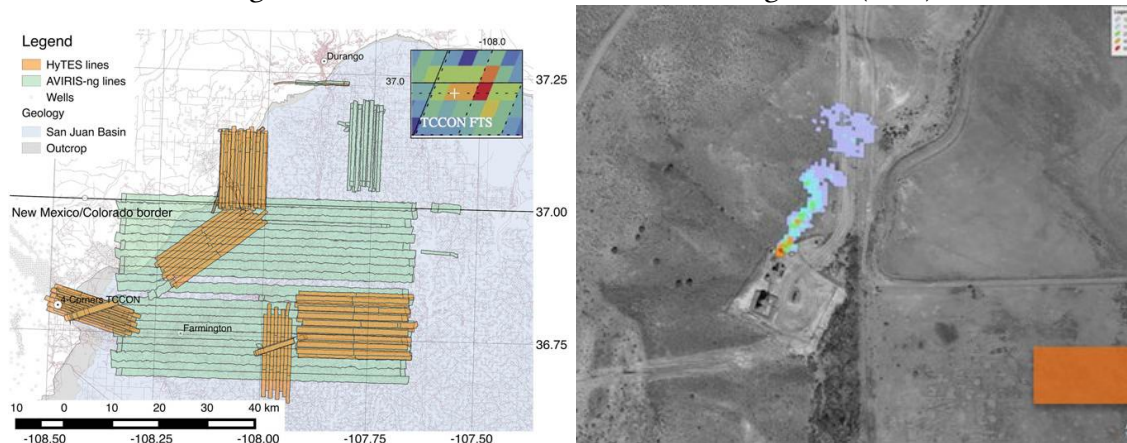 Legend
HyTES lines
AVIRIS-ng lines
Wells
Geology
San Juan Basin
Outcrop
Durango
-108.0
37.0
TCCON FTS
37.25
New Mexico/Colorado border
37.00
4-Corners TCCON
Farmington
36.75
10 0 10 20 30 40 km
-108.50 -108.25 -108.00 -107.75 -107.50